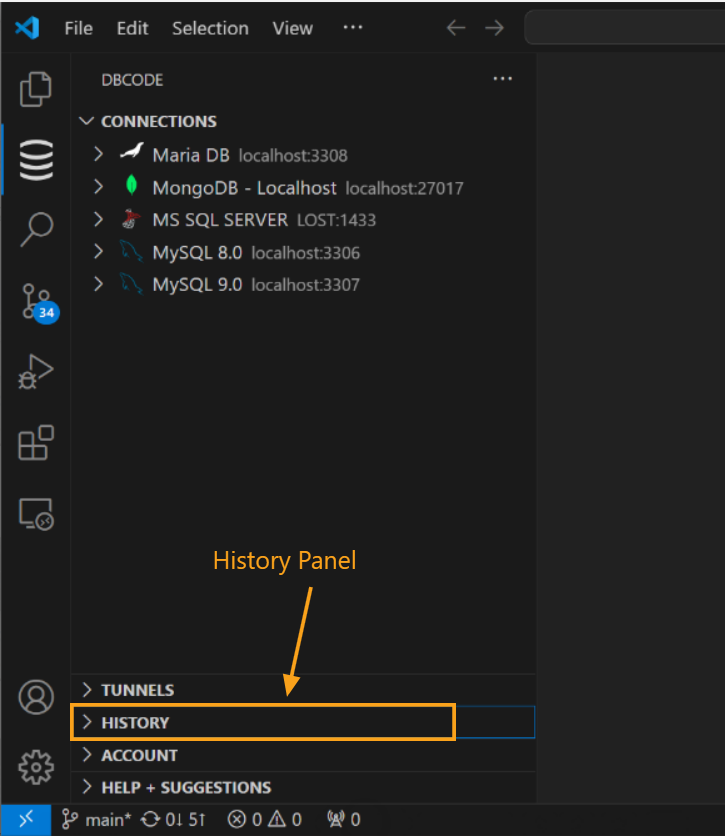 File Edit Selection View ...
DBCODE ...
CONNECTIONS
Maria DB localhost:3308
MongoDB - Localhost localhost:27017
MS SQL SERVER LOST:1433
MySQL 8.0 localhost:3306
MySQL 9.0 localhost:3307
34
History Panel
TUNNELS
HISTORY
ACCOUNT
HELP + SUGGESTIONS
main* 0↓ 5↑ 0 0 0